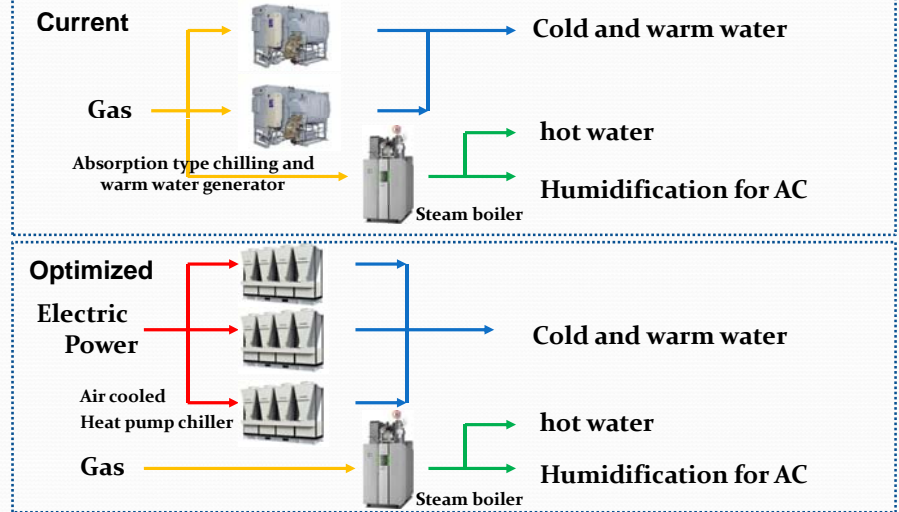 Current
Cold and warm water
Gas
hot water
Absorption type chilling and
warm water generator
Humidification for AC
Steam boiler
Optimized
Electric
Power
Cold and warm water
Air cooled
Heat pump chiller
hot water
Gas
Humidification for AC
Steam boiler